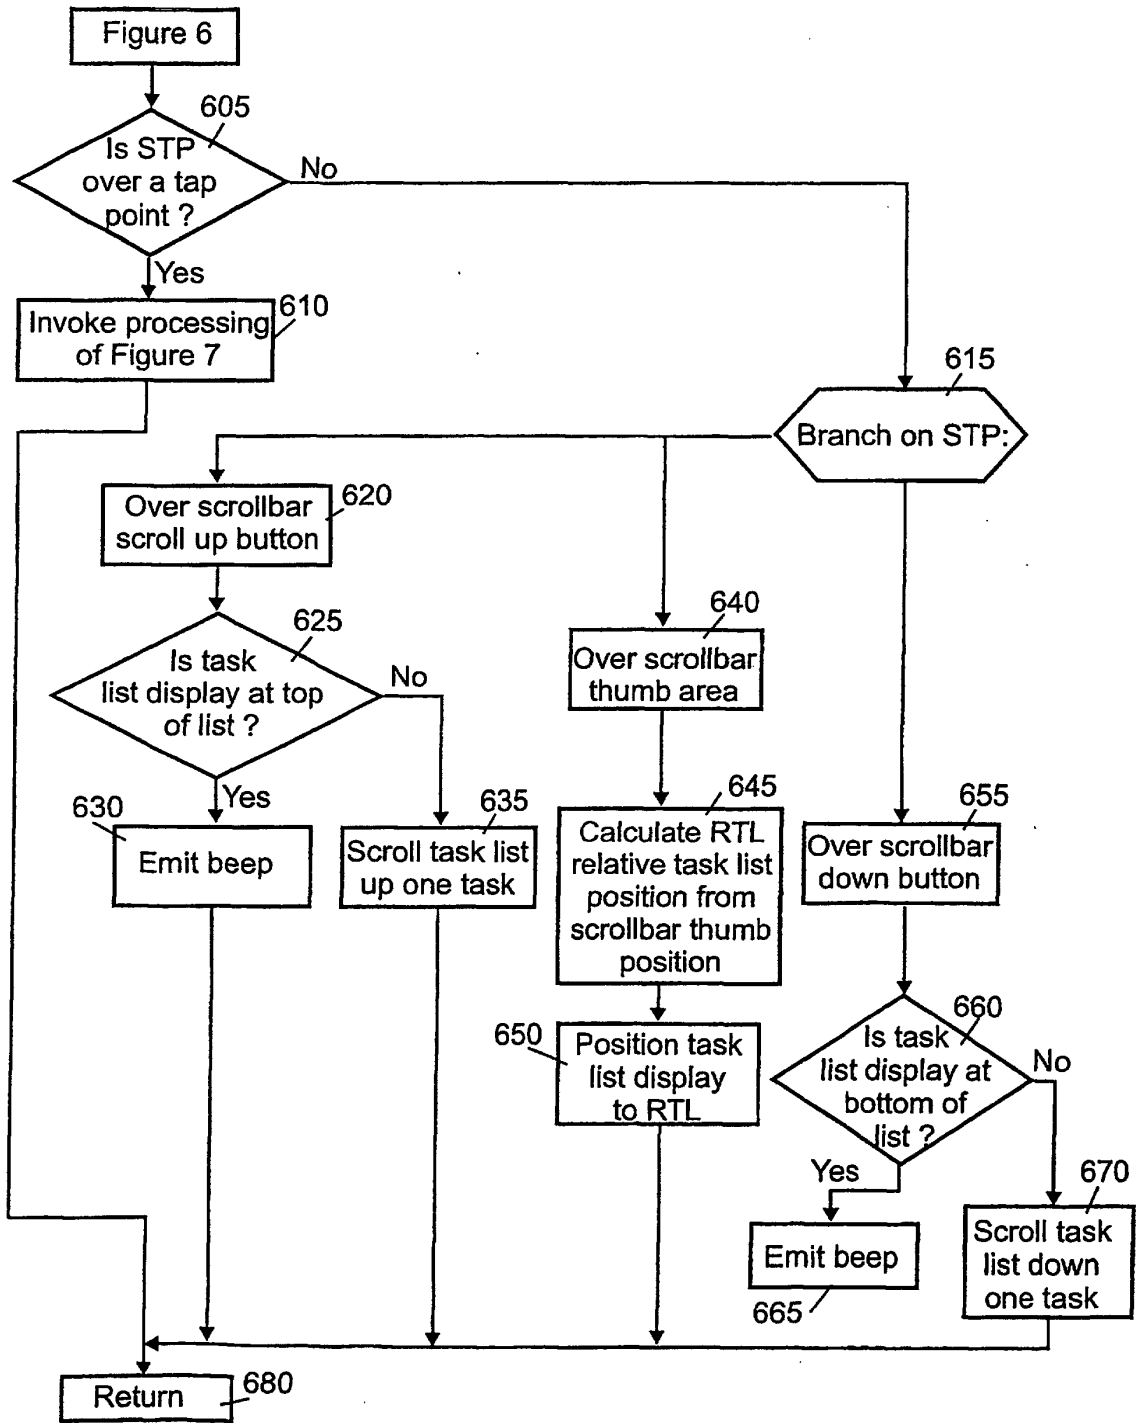 Figure 6
605
Is STP
over a tap
point ?
No
Yes
610
Invoke processing
of Figure 7
615
Branch on STP:
620
Over scrollbar
scroll up button
625
Is task
list display at top
of list ?
No
Yes
640
Over scrollbar
thumb area
630
Emit beep
635
Scroll task list
up one task
645
Calculate RTL
relative task list
position from
scrollbar thumb
position
655
Over scrollbar
down button
650
Position task
list display
to RTL
660
Is task
list display at
bottom of
list ?
No
Yes
Emit beep
665
670
Scroll task
list down
one task
Return
680